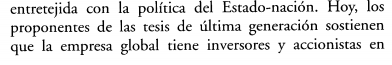 entretejida con la política del Estado-nación. Hoy, los
proponentes de las tesis de última generación sostienen
que la empresa global tiene inversores y accionistas en